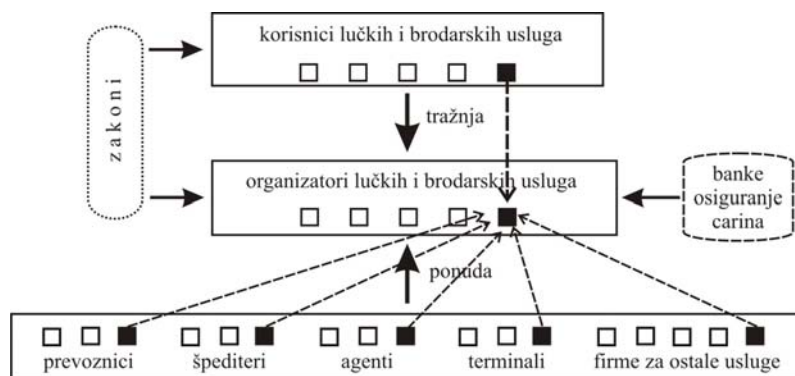 korisnici lučkih i brodarskih usluga
zakoni
tražnja
organizatori lučkih i brodarskih usluga
banke
osiguranje
carina
ponuda
prevoznici
špediteri
agenti
terminali
firme za ostale usluge